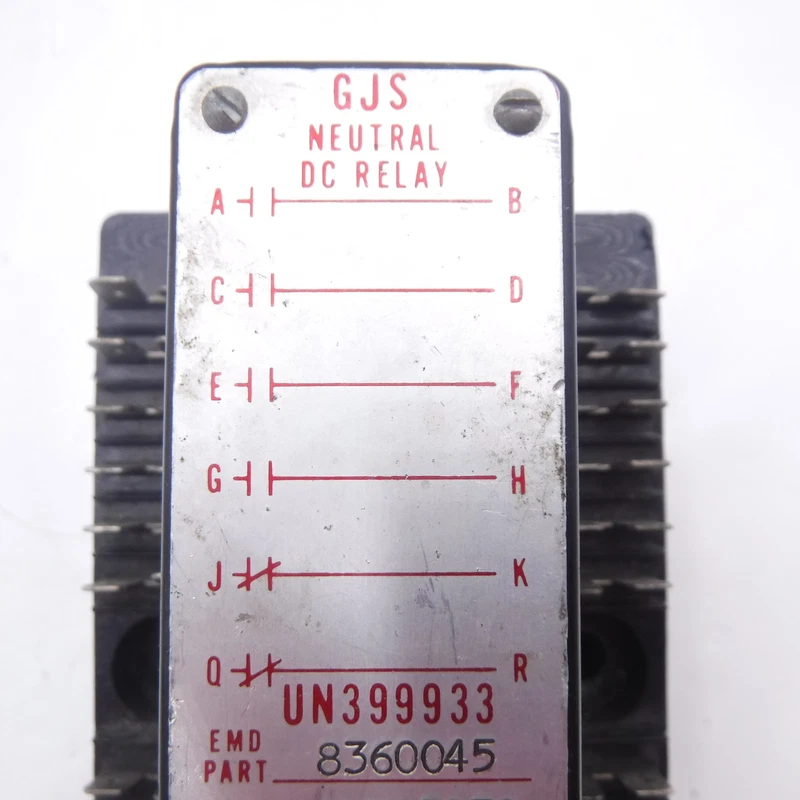 GJS
NEUTRAL
DC RELAY
A B
C D
E F
G H
J K
Q R
UN399933
EMD
PART 8360045